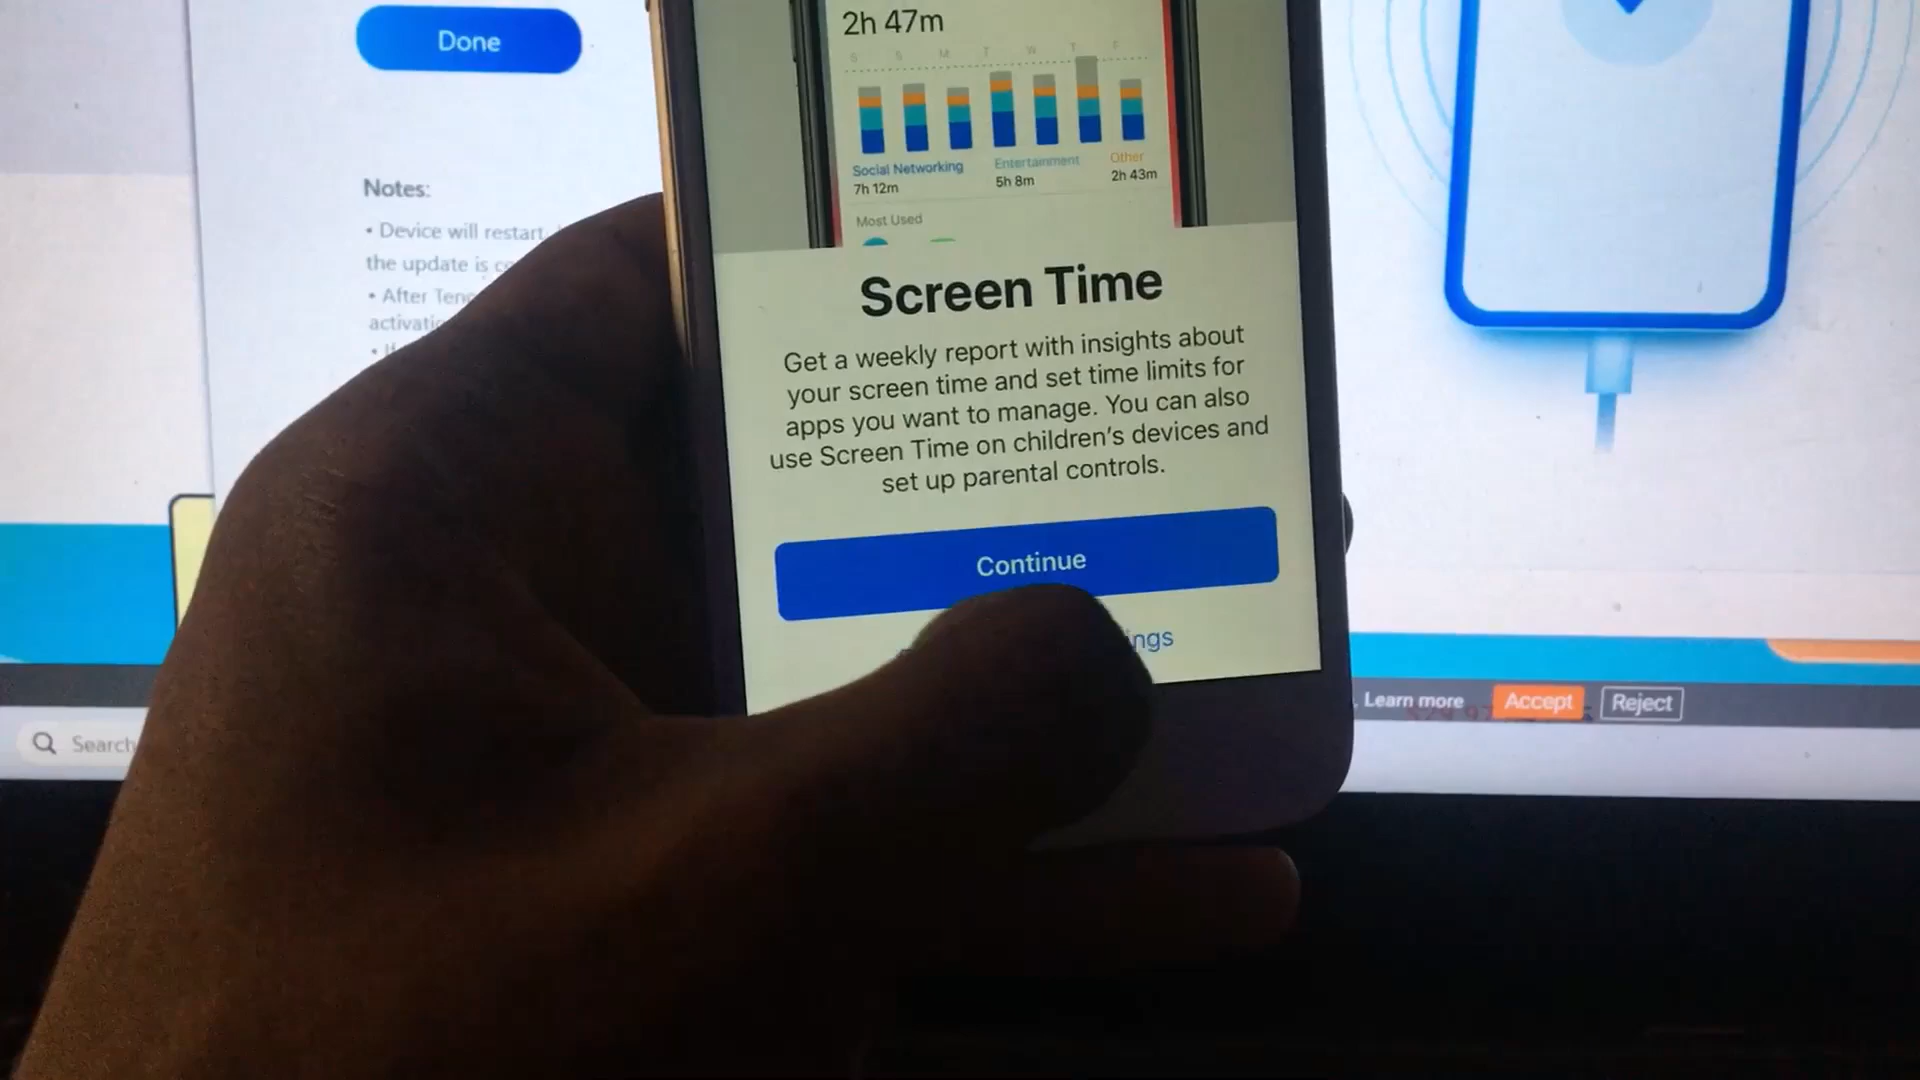 Done
Notes:
• Device will restart
the update is
• After
2h 47m
S S M T W T F
Social Networking
7h 12m
Entertainment
5h 8m
Other
2h 43m
Most Used
Screen Time
Get a weekly report with insights about
your screen time and set time limits for
apps you want to manage. You can also
use Screen Time on children's devices and
set up parental controls.
Continue
Learn more
Accept
Reject
Search